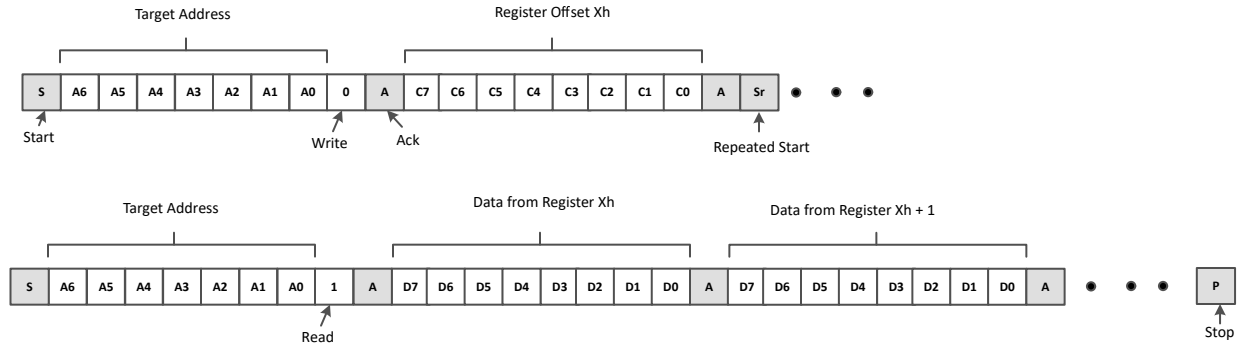 Target Address Register Offset Xh
S A6 A5 A4 A3 A2 A1 A0 0 A C7 C6 C5 C4 C3 C2 C1 C0 A Sr
Start Write Ack Repeated Start
Target Address Data from Register Xh Data from Register Xh + 1
S A6 A5 A4 A3 A2 A1 A0 1 A D7 D6 D5 D4 D3 D2 D1 D0 A D7 D6 D5 D4 D3 D2 D1 D0 A P
Read Stop